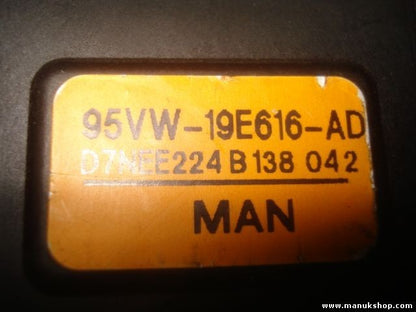 95VW-19E616-AD
D7NEE224 B 138 042
MAN
www.manukshop.com